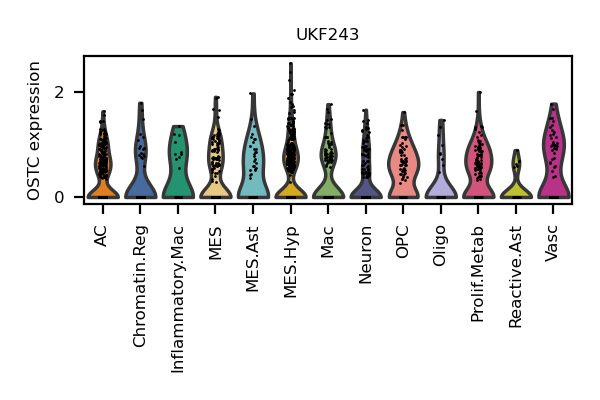 UKF243
OSTC expression
2
0
AC
Chromatin.Reg
Inflammatory.Mac
MES
MES.Ast
MES.Hyp
Mac
Neuron
OPC
Oligo
Prolif.Metab
Reactive.Ast
Vasc